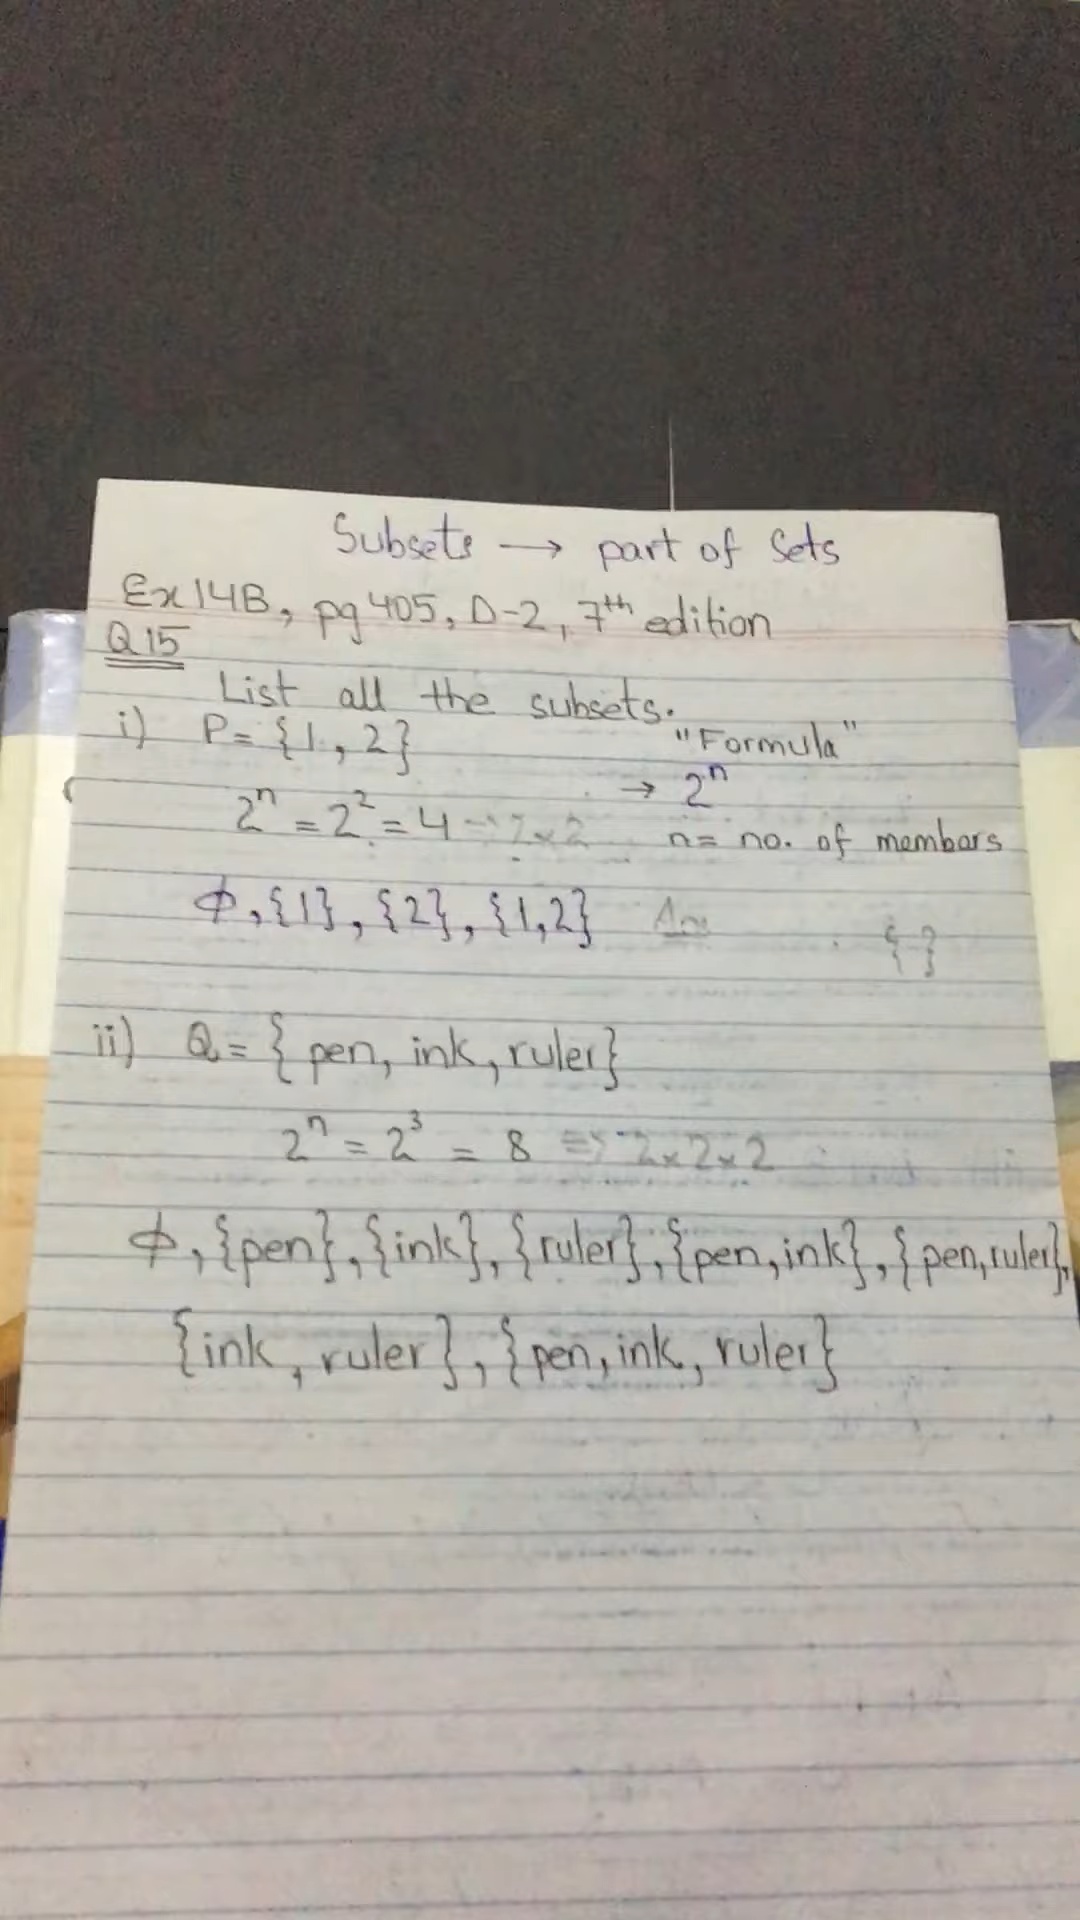 Subsets → part of Sets
Ex 14B, pg 405, D-2, 7th edition
Q15
List all the subsets.
i) P= {1, 2}
"Formula"
→ 2ⁿ
2ⁿ = 2² = 4 ⇒ 2×2
n= no. of membars
Φ, {1}, {2}, {1,2} Ans
{ }
ii) Q= { pen, ink, ruler}
2ⁿ = 2³ = 8 ⇒ 2×2×2
Φ, {pen}, {ink}, {ruler}, {pen, ink}, {pen, ruler},
{ink, ruler}, {pen, ink, ruler}